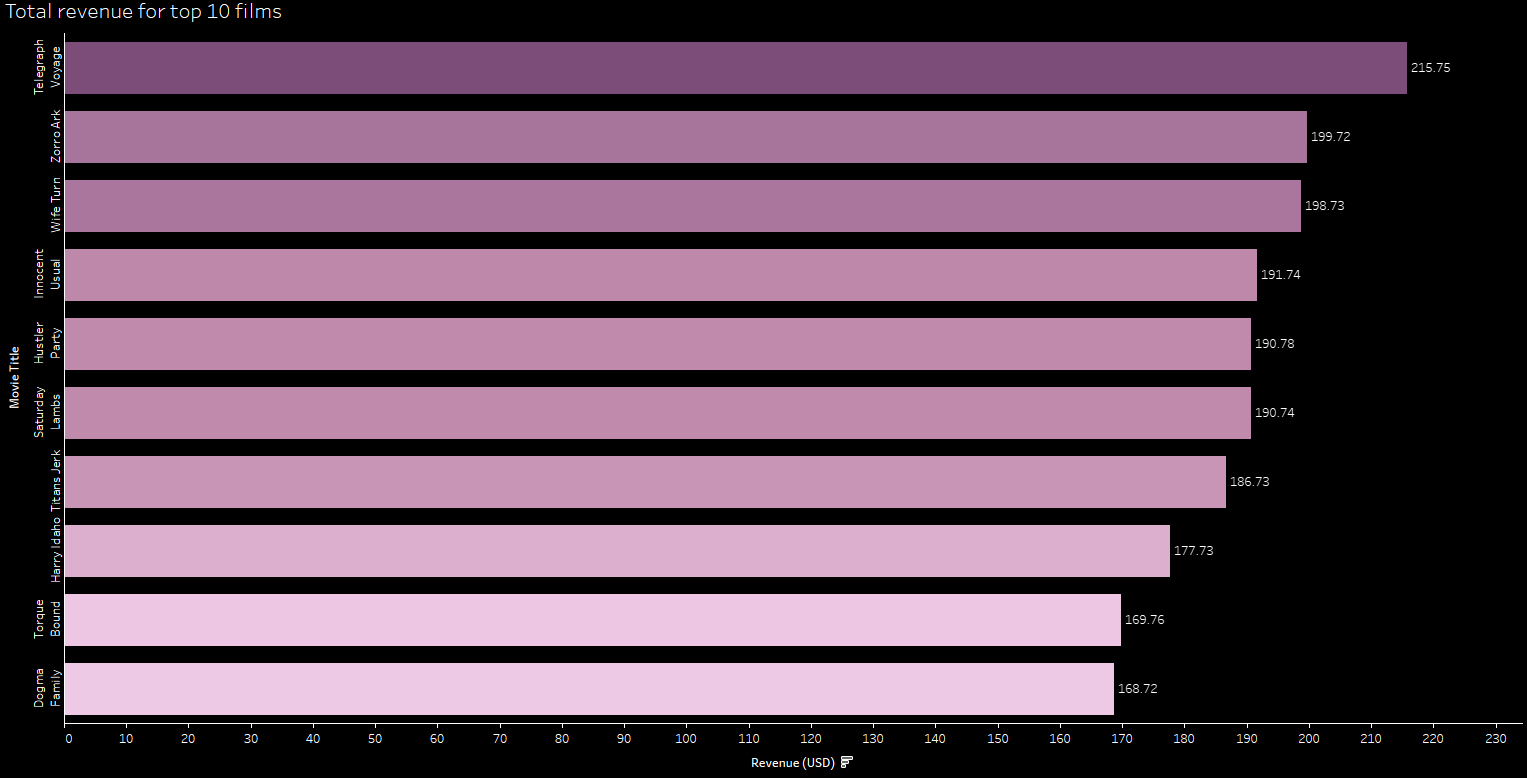 Total revenue for top 10 films
Movie Title
Telegraph
Voyage
215.75
Zorro Ark
199.72
Wife Turn
198.73
Innocent
Usual
191.74
Hustler
Party
190.78
Saturday
Lambs
190.74
Titans Jerk
186.73
Harry Idaho
177.73
Torque
Bound
169.76
Dogma
Family
168.72
0 10 20 30 40 50 60 70 80 90 100 110 120 130 140 150 160 170 180 190 200 210 220 230
Revenue (USD)